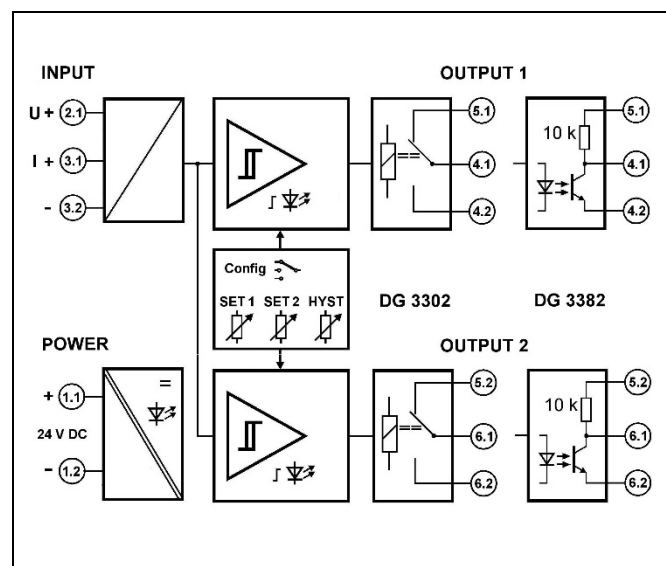 INPUT
OUTPUT 1
U + 2.1
I + 3.1
- 3.2
5.1
4.1
4.2
10 k
5.1
4.1
4.2
Config
SET 1 SET 2 HYST
DG 3302
DG 3382
POWER
OUTPUT 2
+ 1.1
24 V DC
- 1.2
=
5.2
6.1
6.2
10 k
5.2
6.1
6.2